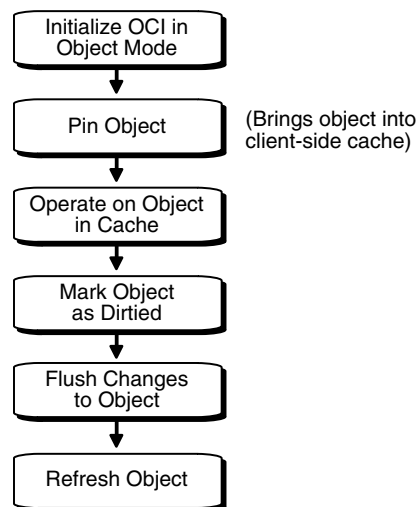 Initialize OCI in
Object Mode
Pin Object
(Brings object into
client-side cache)
Operate on Object
in Cache
Mark Object
as Dirtied
Flush Changes
to Object
Refresh Object